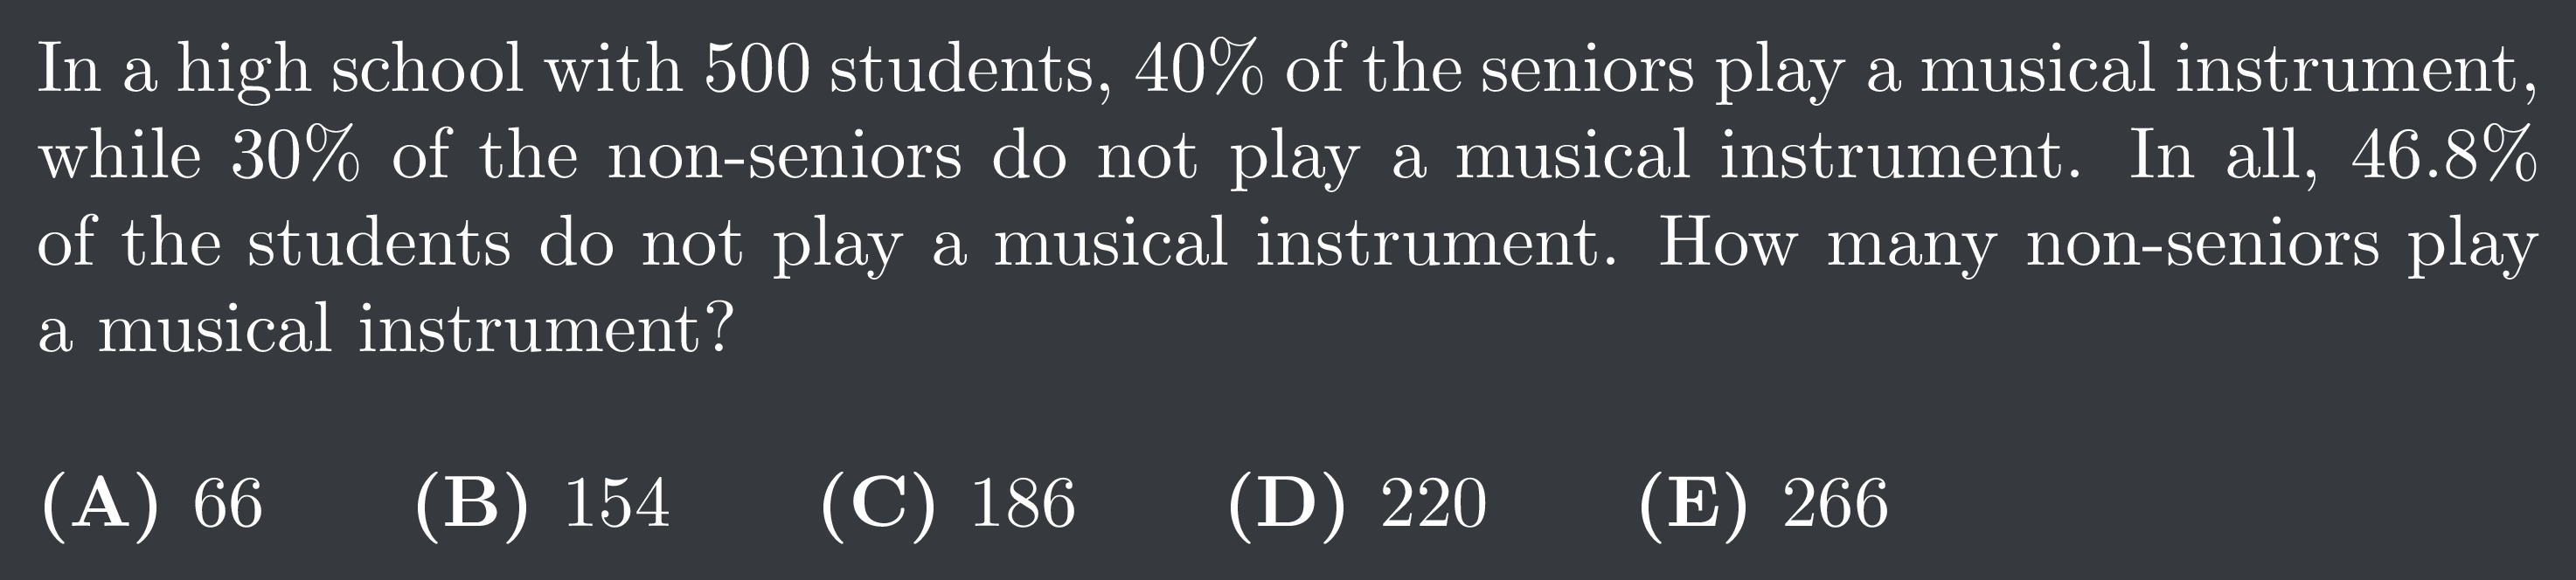 In a high school with 500 students, 40% of the seniors play a musical instrument,
while 30% of the non-seniors do not play a musical instrument. In all, 46.8%
of the students do not play a musical instrument. How many non-seniors play
a musical instrument?
(A) 66 (B) 154 (C) 186 (D) 220 (E) 266